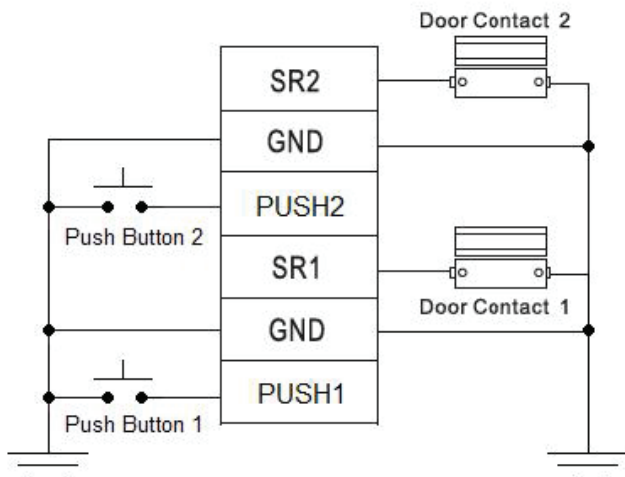 Door Contact 2
SR2
GND
PUSH2
Push Button 2
SR1
Door Contact 1
GND
PUSH1
Push Button 1